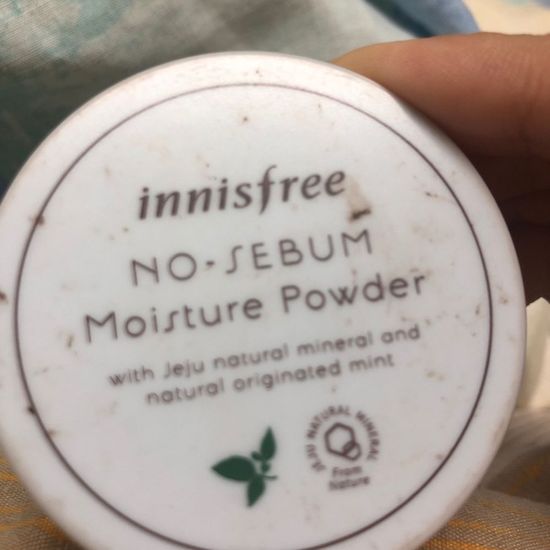 innisfree
NO·SEBUM
Moisture Powder
with Jeju natural mineral and
natural originated mint
JEJU NATURAL MINERAL
From
Nature